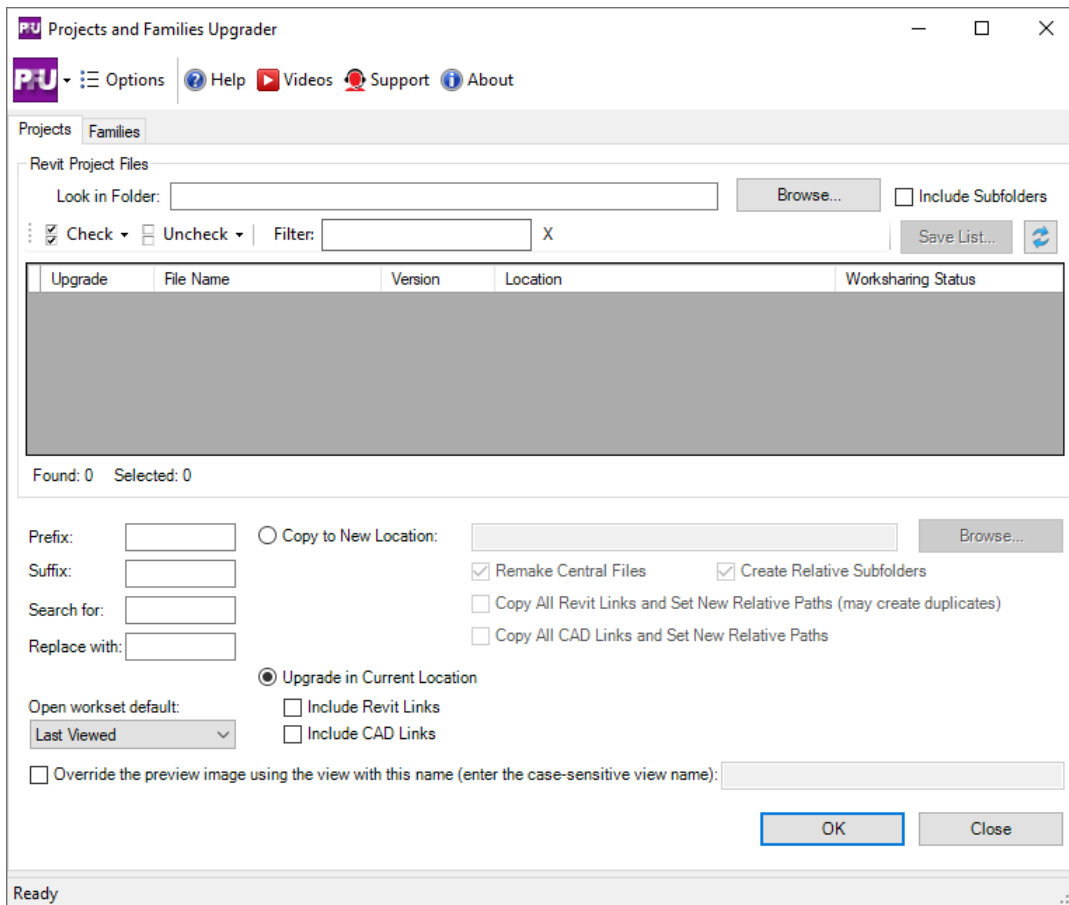 PFU Projects and Families Upgrader
PFU Options Help Videos Support About
Projects Families
Revit Project Files
Look in Folder: Browse... Include Subfolders
Check Uncheck Filter: X Save List...
Upgrade File Name Version Location Worksharing Status
Found: 0 Selected: 0
Prefix: Copy to New Location: Browse...
Suffix: Remake Central Files Create Relative Subfolders
Search for: Copy All Revit Links and Set New Relative Paths (may create duplicates)
Replace with: Copy All CAD Links and Set New Relative Paths
Upgrade in Current Location
Open workset default: Include Revit Links
Last Viewed Include CAD Links
Override the preview image using the view with this name (enter the case-sensitive view name):
OK Close
Ready